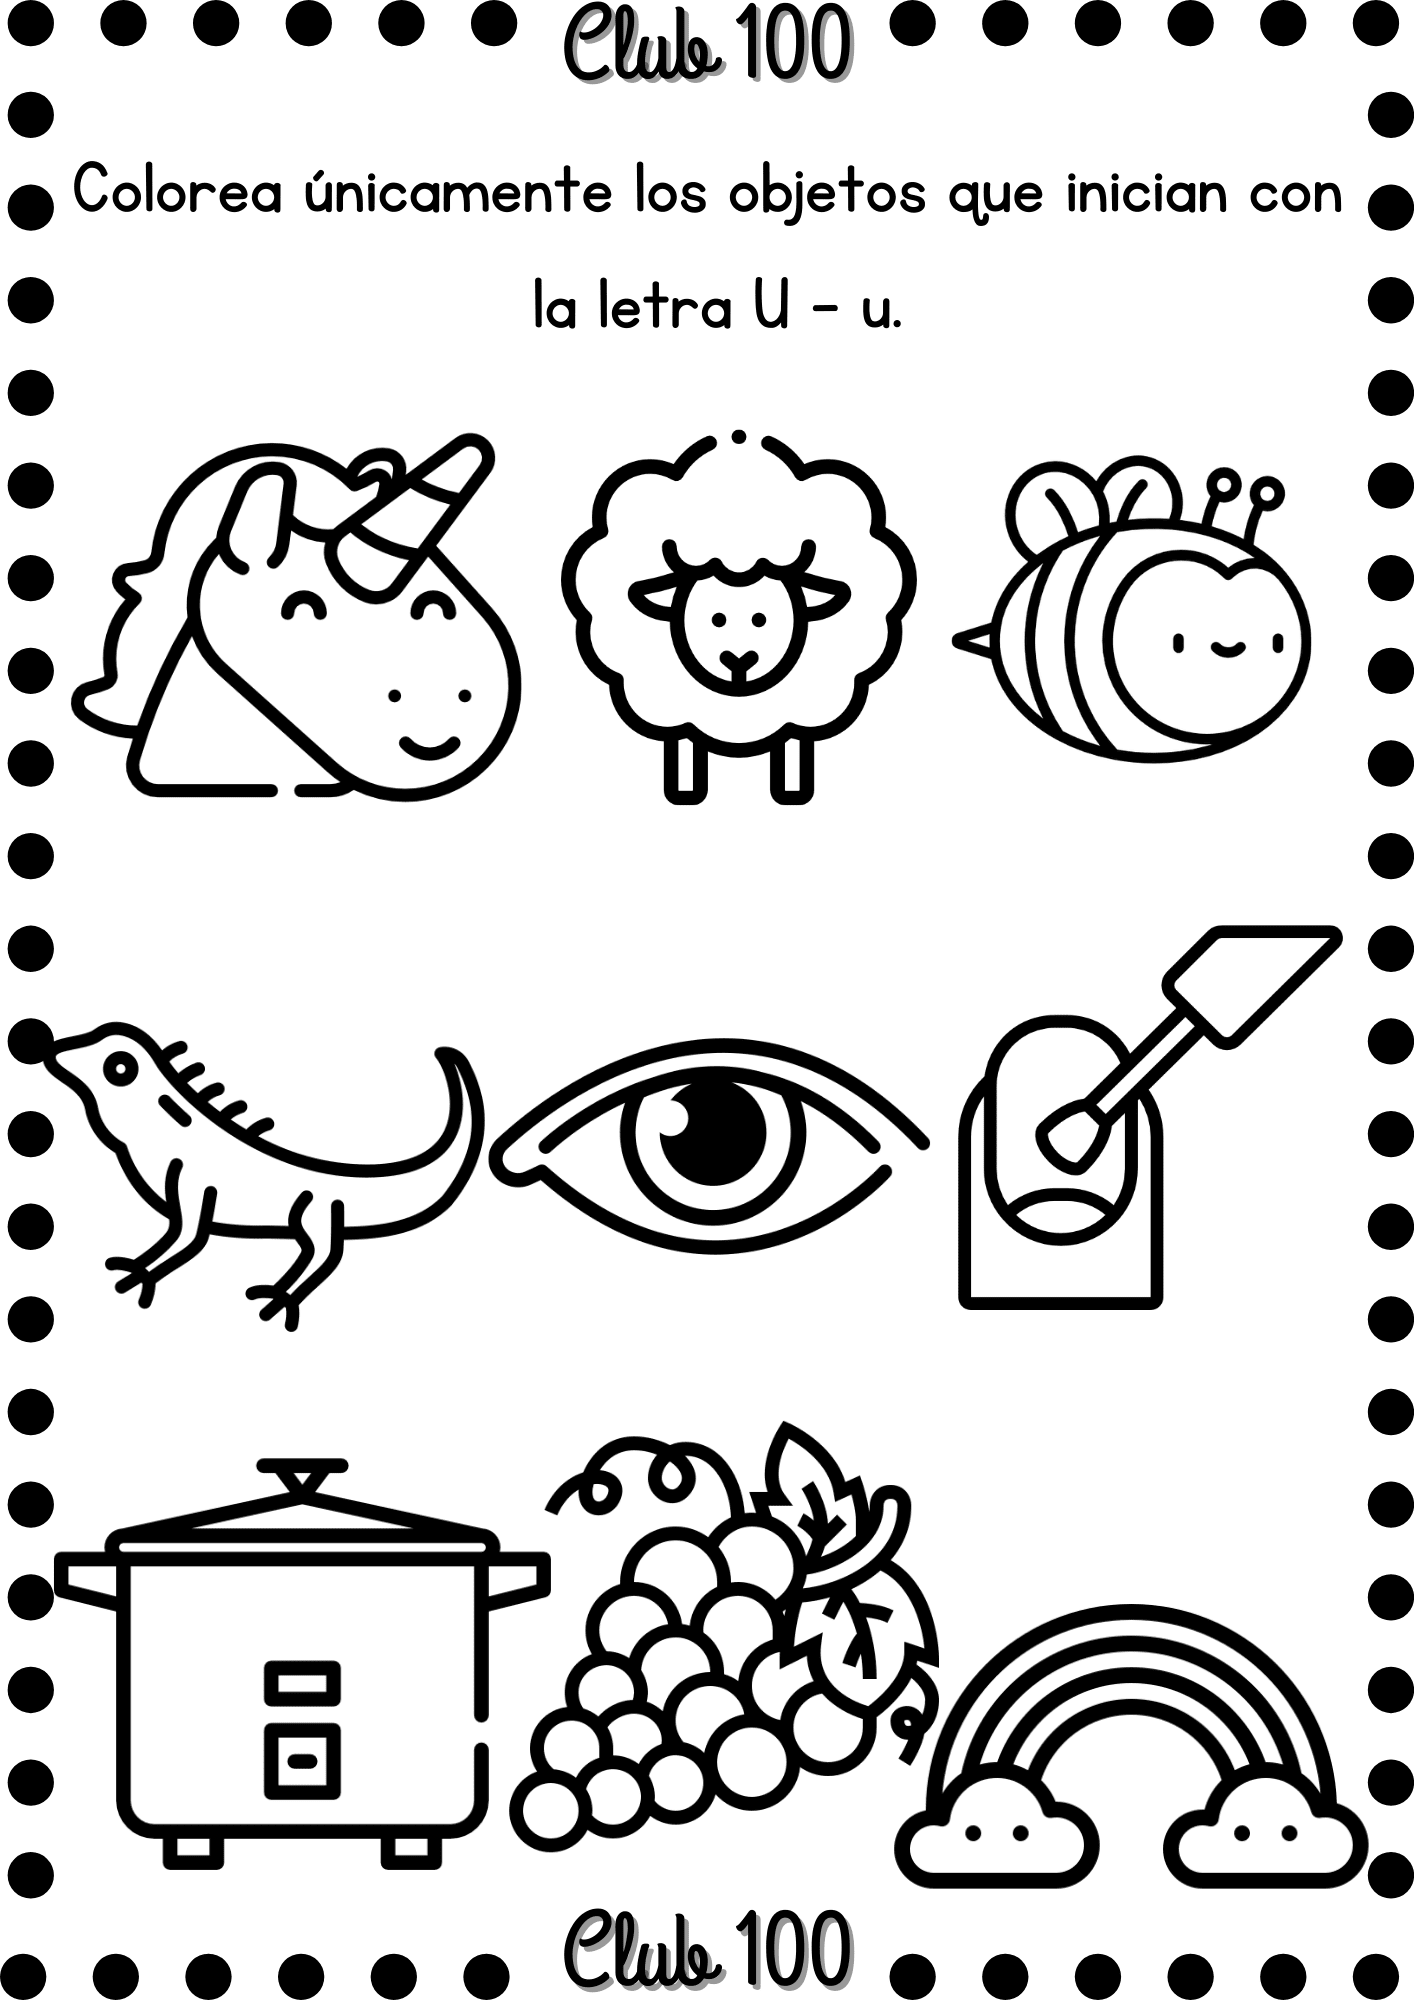 Club 100
Colorea únicamente los objetos que inician con
la letra U - u.
Club 100